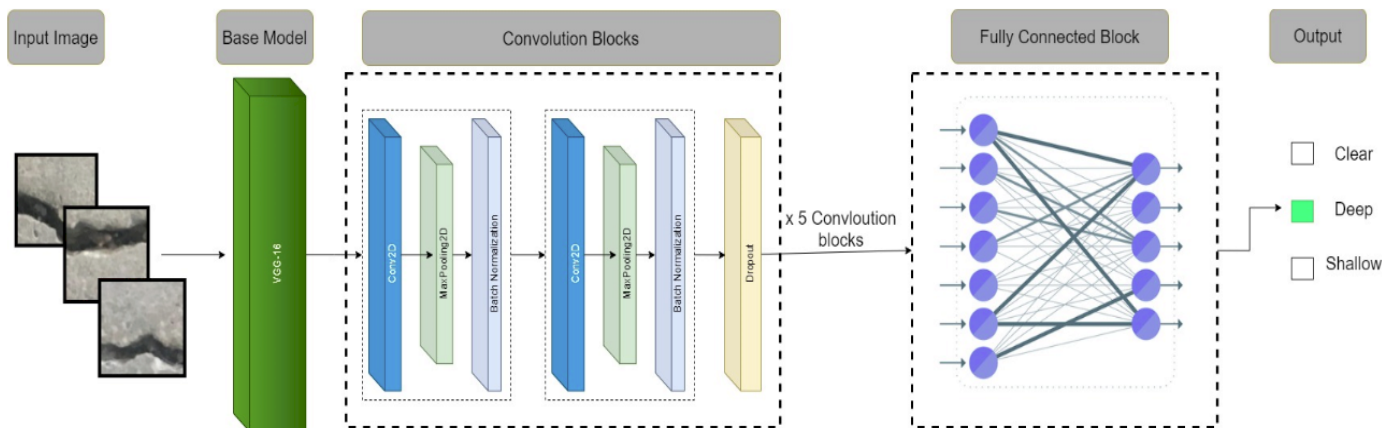 Input Image
Base Model
Convolution Blocks
Fully Connected Block
Output
VGG-16
Conv2D
MaxPooling2D
Batch Normalization
Conv2D
MaxPooling2D
Batch Normalization
Dropout
x 5 Convloution
blocks
Clear
Deep
Shallow